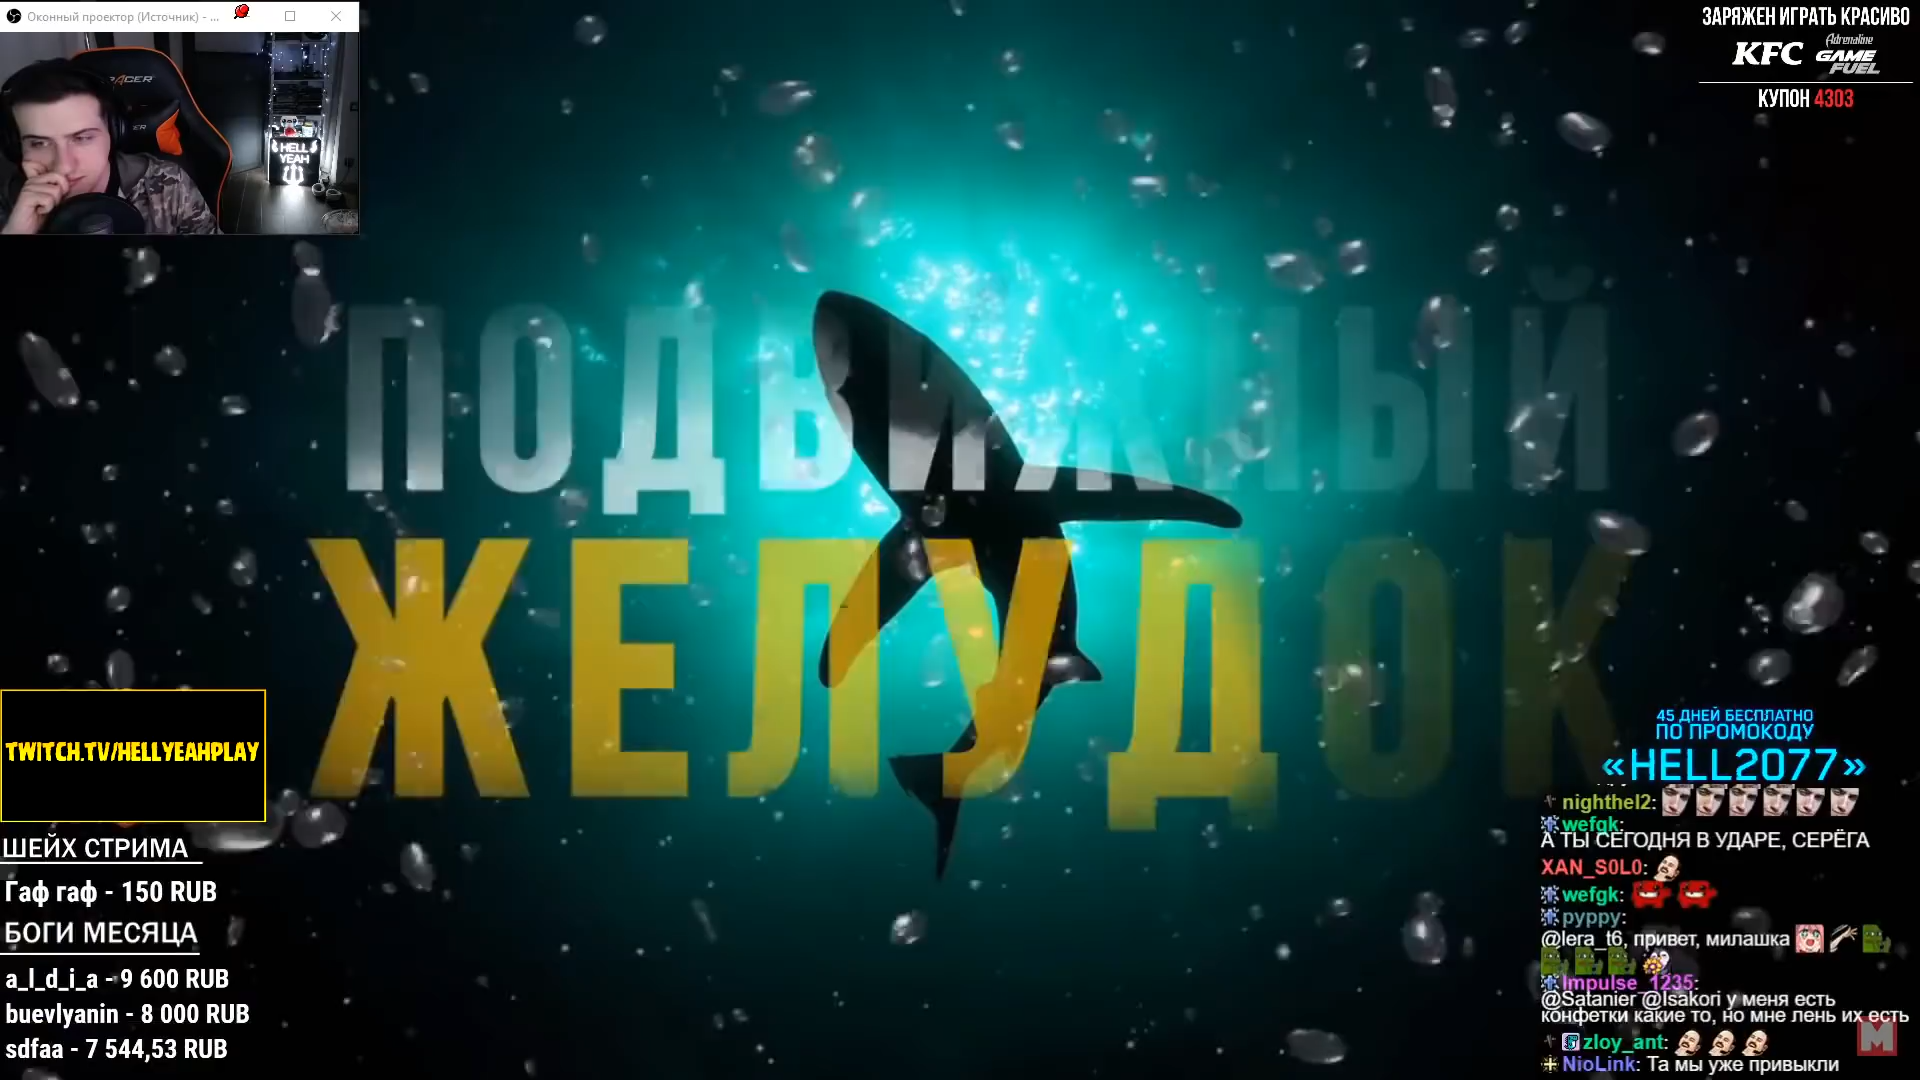 Оконный проектор (Источник) - ...
ЗАРЯЖЕН ИГРАТЬ КРАСИВО
KFC Adrenaline GAME FUEL
КУПОН 4303
HELL YEAH
ПОДВИЖНЫЙ
ЖЕЛУДОК
TWITCH.TV/HELLYEAHPLAY
ШЕЙХ СТРИМА
Гаф гаф - 150 RUB
БОГИ МЕСЯЦА
a_l_d_i_a - 9 600 RUB
buevlyanin - 8 000 RUB
sdfaa - 7 544,53 RUB
45 ДНЕЙ БЕСПЛАТНО
ПО ПРОМОКОДУ
«HELL2077»
nighthel2:
wefgk:
А ТЫ СЕГОДНЯ В УДАРЕ, СЕРЁГА
XAN_S0L0:
wefgk:
pyppy:
@lera_t6, привет, милашка
Impulse_1235:
@Satanier @Isakori у меня есть
конфетки какие то, но мне лень их есть
zloy_ant:
NioLink: Та мы уже привыкли
М